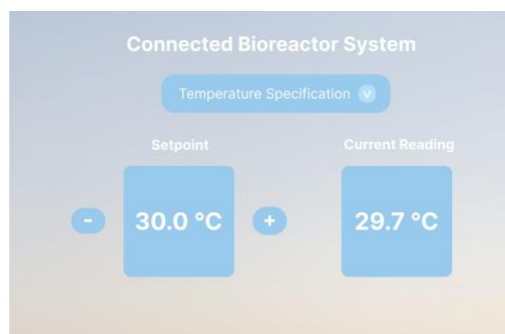 Connected Bioreactor System
Temperature Specification v
Setpoint
Current Reading
-
30.0 °C
+
29.7 °C